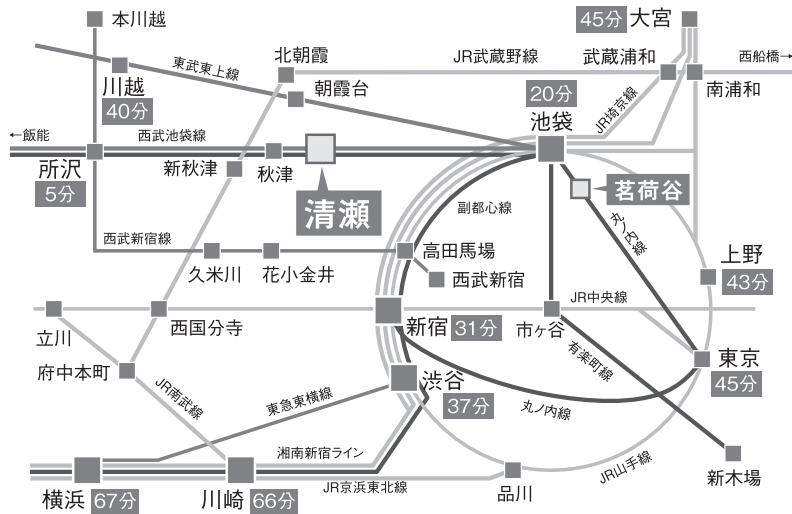 本川越
45分
大宮
北朝霞
JR武蔵野線
武蔵浦和
西船橋→
東武東上線
川越
40分
朝霞台
20分
池袋
JR埼京線
南浦和
←飯能
西武池袋線
所沢
5分
新秋津
秋津
清瀬
茗荷谷
副都心線
丸ノ内線
西武新宿線
久米川
花小金井
高田馬場
西武新宿
上野
43分
JR中央線
立川
西国分寺
新宿
31分
市ヶ谷
府中本町
JR南武線
有楽町線
東京
45分
東急東横線
渋谷
37分
丸ノ内線
湘南新宿ライン
JR京浜東北線
JR山手線
横浜
67分
川崎
66分
品川
新木場